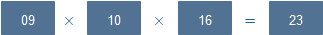 09 × 10 × 16 = 23